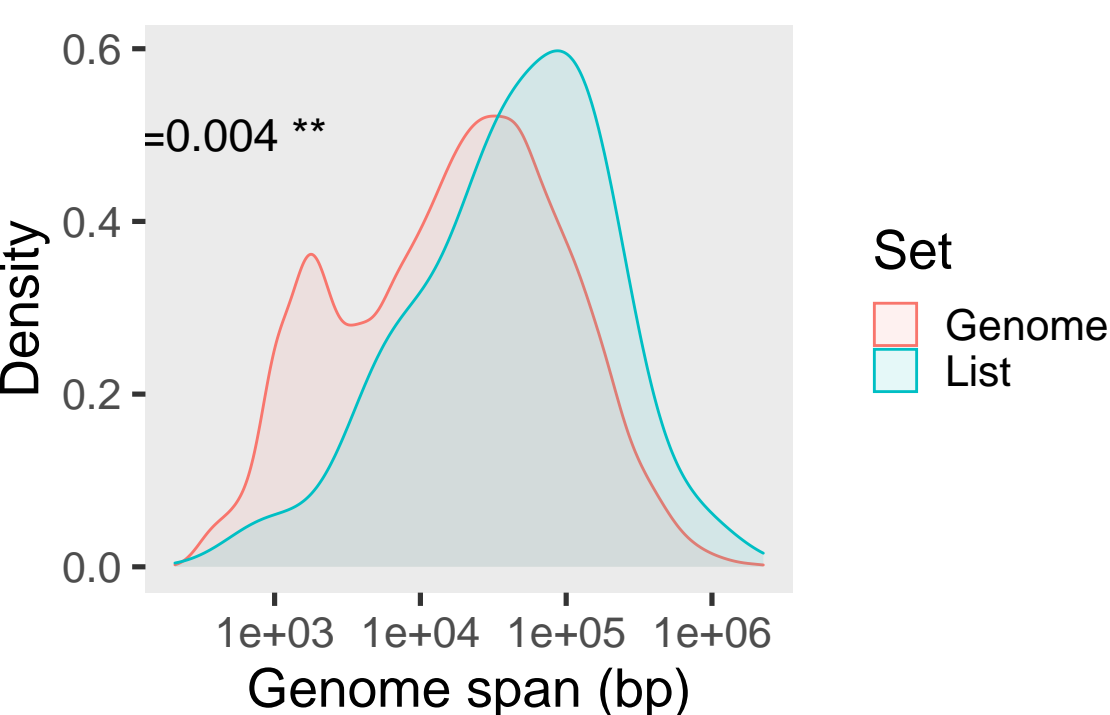 0.6
0.4
0.2
0.0
Density
=0.004 **
1e+03 1e+04 1e+05 1e+06
Genome span (bp)
Set
Genome
List